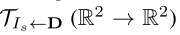 𝒯_{I_s←𝐃} (ℝ² → ℝ²)